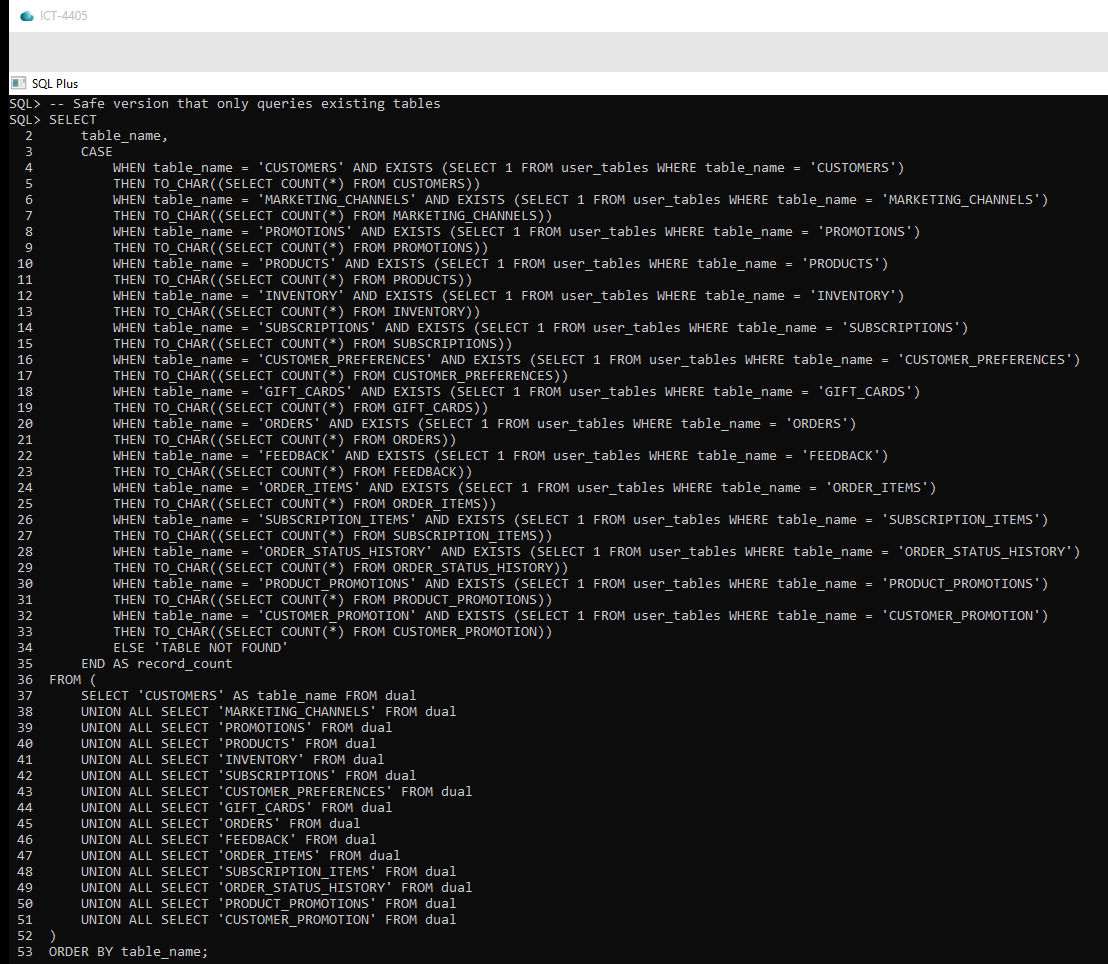 ICT-4405
SQL Plus
SQL> -- Safe version that only queries existing tables
SQL> SELECT
  2      table_name,
  3      CASE
  4          WHEN table_name = 'CUSTOMERS' AND EXISTS (SELECT 1 FROM user_tables WHERE table_name = 'CUSTOMERS')
  5          THEN TO_CHAR((SELECT COUNT(*) FROM CUSTOMERS))
  6          WHEN table_name = 'MARKETING_CHANNELS' AND EXISTS (SELECT 1 FROM user_tables WHERE table_name = 'MARKETING_CHANNELS')
  7          THEN TO_CHAR((SELECT COUNT(*) FROM MARKETING_CHANNELS))
  8          WHEN table_name = 'PROMOTIONS' AND EXISTS (SELECT 1 FROM user_tables WHERE table_name = 'PROMOTIONS')
  9          THEN TO_CHAR((SELECT COUNT(*) FROM PROMOTIONS))
 10          WHEN table_name = 'PRODUCTS' AND EXISTS (SELECT 1 FROM user_tables WHERE table_name = 'PRODUCTS')
 11          THEN TO_CHAR((SELECT COUNT(*) FROM PRODUCTS))
 12          WHEN table_name = 'INVENTORY' AND EXISTS (SELECT 1 FROM user_tables WHERE table_name = 'INVENTORY')
 13          THEN TO_CHAR((SELECT COUNT(*) FROM INVENTORY))
 14          WHEN table_name = 'SUBSCRIPTIONS' AND EXISTS (SELECT 1 FROM user_tables WHERE table_name = 'SUBSCRIPTIONS')
 15          THEN TO_CHAR((SELECT COUNT(*) FROM SUBSCRIPTIONS))
 16          WHEN table_name = 'CUSTOMER_PREFERENCES' AND EXISTS (SELECT 1 FROM user_tables WHERE table_name = 'CUSTOMER_PREFERENCES')
 17          THEN TO_CHAR((SELECT COUNT(*) FROM CUSTOMER_PREFERENCES))
 18          WHEN table_name = 'GIFT_CARDS' AND EXISTS (SELECT 1 FROM user_tables WHERE table_name = 'GIFT_CARDS')
 19          THEN TO_CHAR((SELECT COUNT(*) FROM GIFT_CARDS))
 20          WHEN table_name = 'ORDERS' AND EXISTS (SELECT 1 FROM user_tables WHERE table_name = 'ORDERS')
 21          THEN TO_CHAR((SELECT COUNT(*) FROM ORDERS))
 22          WHEN table_name = 'FEEDBACK' AND EXISTS (SELECT 1 FROM user_tables WHERE table_name = 'FEEDBACK')
 23          THEN TO_CHAR((SELECT COUNT(*) FROM FEEDBACK))
 24          WHEN table_name = 'ORDER_ITEMS' AND EXISTS (SELECT 1 FROM user_tables WHERE table_name = 'ORDER_ITEMS')
 25          THEN TO_CHAR((SELECT COUNT(*) FROM ORDER_ITEMS))
 26          WHEN table_name = 'SUBSCRIPTION_ITEMS' AND EXISTS (SELECT 1 FROM user_tables WHERE table_name = 'SUBSCRIPTION_ITEMS')
 27          THEN TO_CHAR((SELECT COUNT(*) FROM SUBSCRIPTION_ITEMS))
 28          WHEN table_name = 'ORDER_STATUS_HISTORY' AND EXISTS (SELECT 1 FROM user_tables WHERE table_name = 'ORDER_STATUS_HISTORY')
 29          THEN TO_CHAR((SELECT COUNT(*) FROM ORDER_STATUS_HISTORY))
 30          WHEN table_name = 'PRODUCT_PROMOTIONS' AND EXISTS (SELECT 1 FROM user_tables WHERE table_name = 'PRODUCT_PROMOTIONS')
 31          THEN TO_CHAR((SELECT COUNT(*) FROM PRODUCT_PROMOTIONS))
 32          WHEN table_name = 'CUSTOMER_PROMOTION' AND EXISTS (SELECT 1 FROM user_tables WHERE table_name = 'CUSTOMER_PROMOTION')
 33          THEN TO_CHAR((SELECT COUNT(*) FROM CUSTOMER_PROMOTION))
 34          ELSE 'TABLE NOT FOUND'
 35      END AS record_count
 36  FROM (
 37      SELECT 'CUSTOMERS' AS table_name FROM dual
 38      UNION ALL SELECT 'MARKETING_CHANNELS' FROM dual
 39      UNION ALL SELECT 'PROMOTIONS' FROM dual
 40      UNION ALL SELECT 'PRODUCTS' FROM dual
 41      UNION ALL SELECT 'INVENTORY' FROM dual
 42      UNION ALL SELECT 'SUBSCRIPTIONS' FROM dual
 43      UNION ALL SELECT 'CUSTOMER_PREFERENCES' FROM dual
 44      UNION ALL SELECT 'GIFT_CARDS' FROM dual
 45      UNION ALL SELECT 'ORDERS' FROM dual
 46      UNION ALL SELECT 'FEEDBACK' FROM dual
 47      UNION ALL SELECT 'ORDER_ITEMS' FROM dual
 48      UNION ALL SELECT 'SUBSCRIPTION_ITEMS' FROM dual
 49      UNION ALL SELECT 'ORDER_STATUS_HISTORY' FROM dual
 50      UNION ALL SELECT 'PRODUCT_PROMOTIONS' FROM dual
 51      UNION ALL SELECT 'CUSTOMER_PROMOTION' FROM dual
 52  )
 53  ORDER BY table_name;